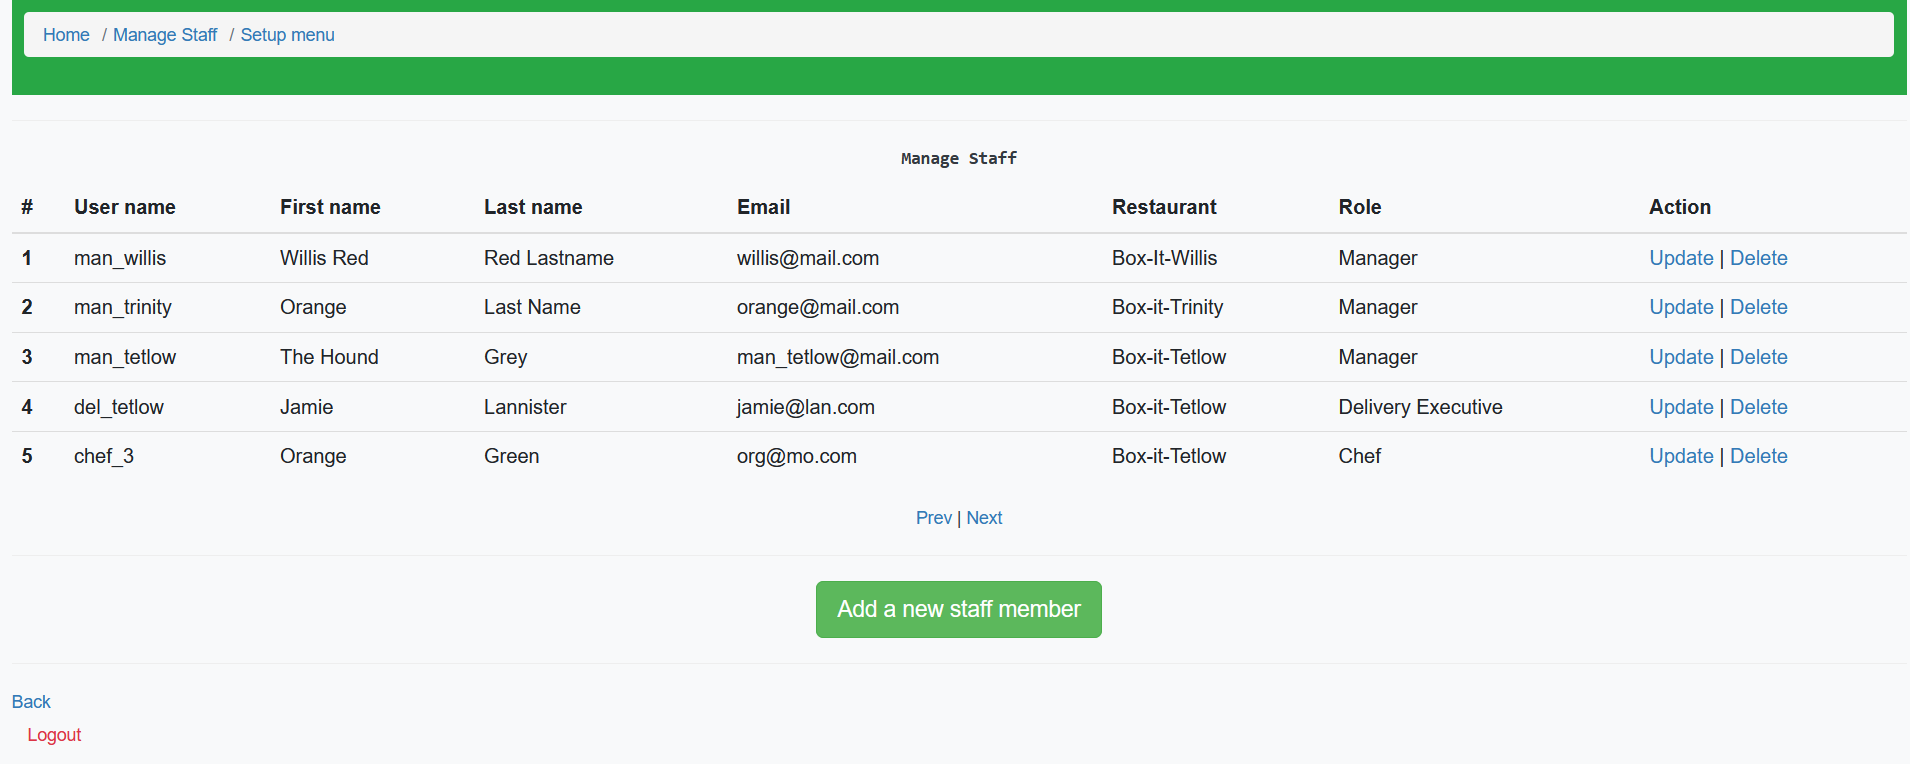 Home / Manage Staff / Setup menu
Manage Staff
# User name First name Last name Email Restaurant Role Action
1 man_willis Willis Red Red Lastname willis@mail.com Box-It-Willis Manager Update | Delete
2 man_trinity Orange Last Name orange@mail.com Box-it-Trinity Manager Update | Delete
3 man_tetlow The Hound Grey man_tetlow@mail.com Box-it-Tetlow Manager Update | Delete
4 del_tetlow Jamie Lannister jamie@lan.com Box-it-Tetlow Delivery Executive Update | Delete
5 chef_3 Orange Green org@mo.com Box-it-Tetlow Chef Update | Delete
Prev | Next
Add a new staff member
Back
Logout